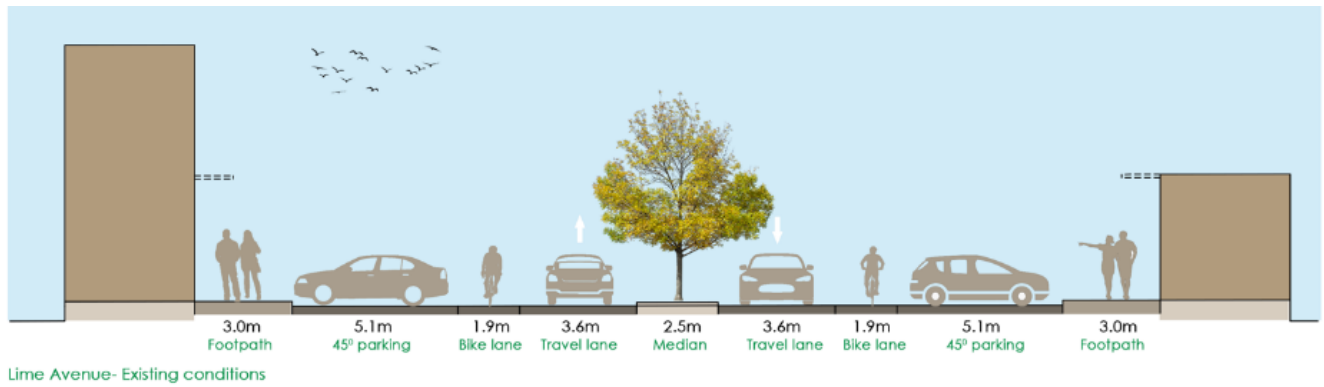 3.0m 5.1m 1.9m 3.6m 2.5m 3.6m 1.9m 5.1m 3.0m
Footpath 45⁰ parking Bike lane Travel lane Median Travel lane Bike lane 45⁰ parking Footpath
Lime Avenue- Existing conditions